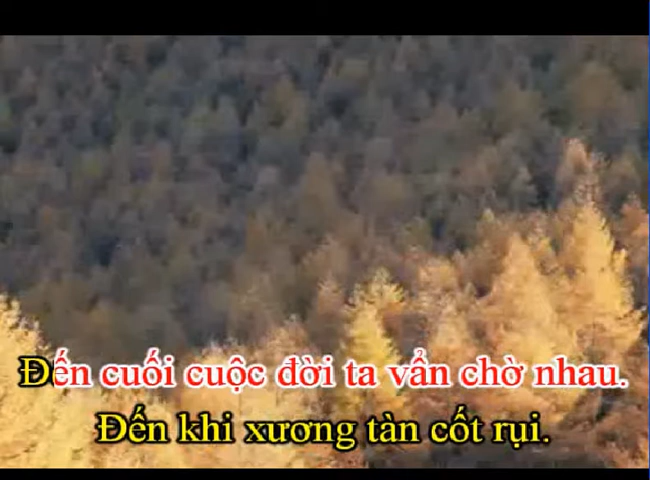 Đến cuối cuộc đời ta vẩn chờ nhau.
Đến khi xương tàn cốt rụi.